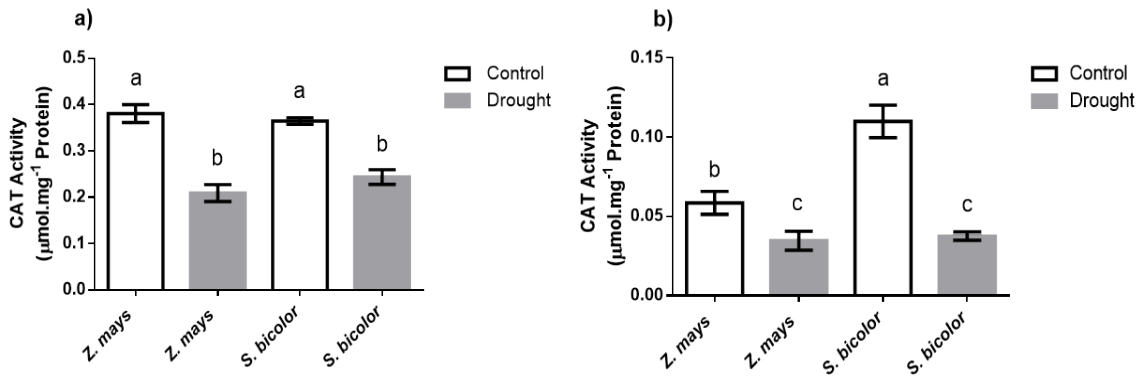 a)
CAT Activity
(μmol.mg⁻¹ Protein)
0.5
0.4
0.3
0.2
0.1
0.0
a
b
a
b
Z. mays
Z. mays
S. bicolor
S. bicolor
Control
Drought
b)
CAT Activity
(μmol.mg⁻¹ Protein)
0.15
0.10
0.05
0.00
b
c
a
c
Z. mays
Z. mays
S. bicolor
S. bicolor
Control
Drought